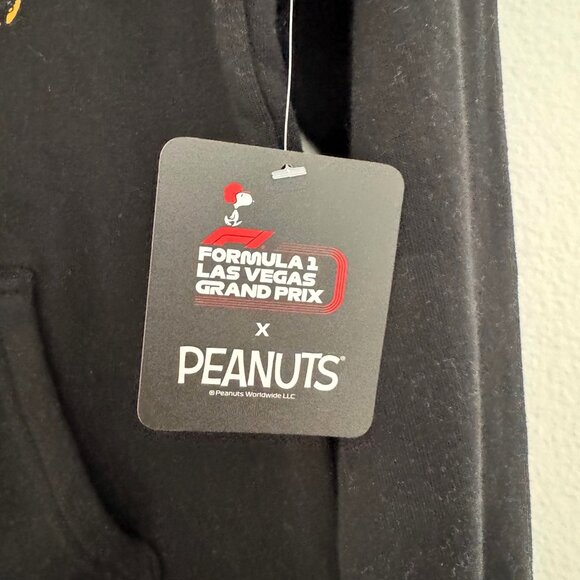 FORMULA 1
LAS VEGAS
GRAND PRIX
X
PEANUTS®
© Peanuts Worldwide LLC